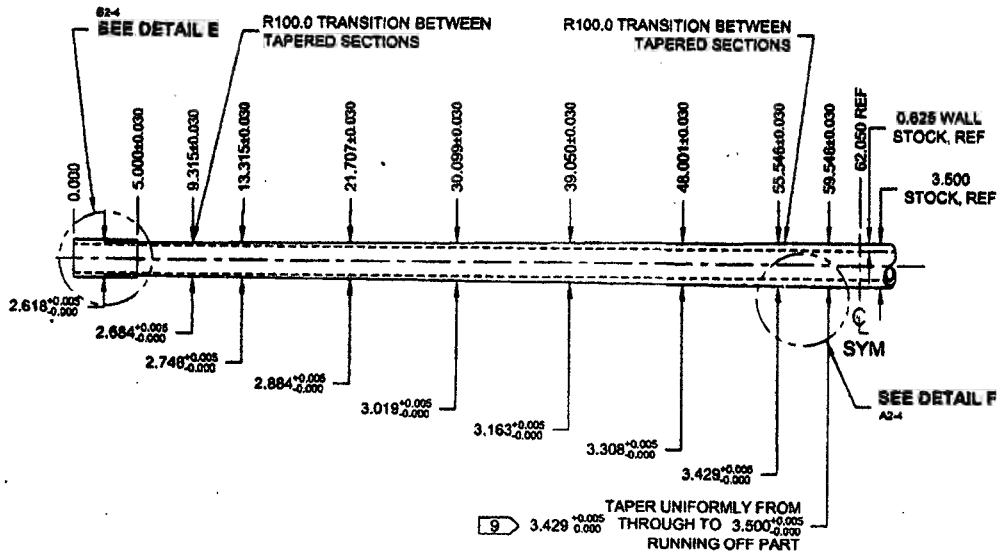 B2-4
SEE DETAIL E
R100.0 TRANSITION BETWEEN
TAPERED SECTIONS
R100.0 TRANSITION BETWEEN
TAPERED SECTIONS
0.000
5.000±0.030
9.315±0.030
13.315±0.030
21.707±0.030
30.099±0.030
39.050±0.030
48.001±0.030
55.546±0.030
59.546±0.030
62.050 REF
0.625 WALL
STOCK, REF
3.500
STOCK, REF
2.618 +0.005 -0.000
2.684 +0.005 -0.000
2.748 +0.005 -0.000
2.884 +0.005 -0.000
3.019 +0.005 -0.000
3.163 +0.005 -0.000
3.308 +0.005 -0.000
3.429 +0.005 -0.000
℄
SYM
SEE DETAIL F
A2-4
TAPER UNIFORMLY FROM
9 3.429 +0.005 0.000 THROUGH TO 3.500 +0.005 -0.000
RUNNING OFF PART